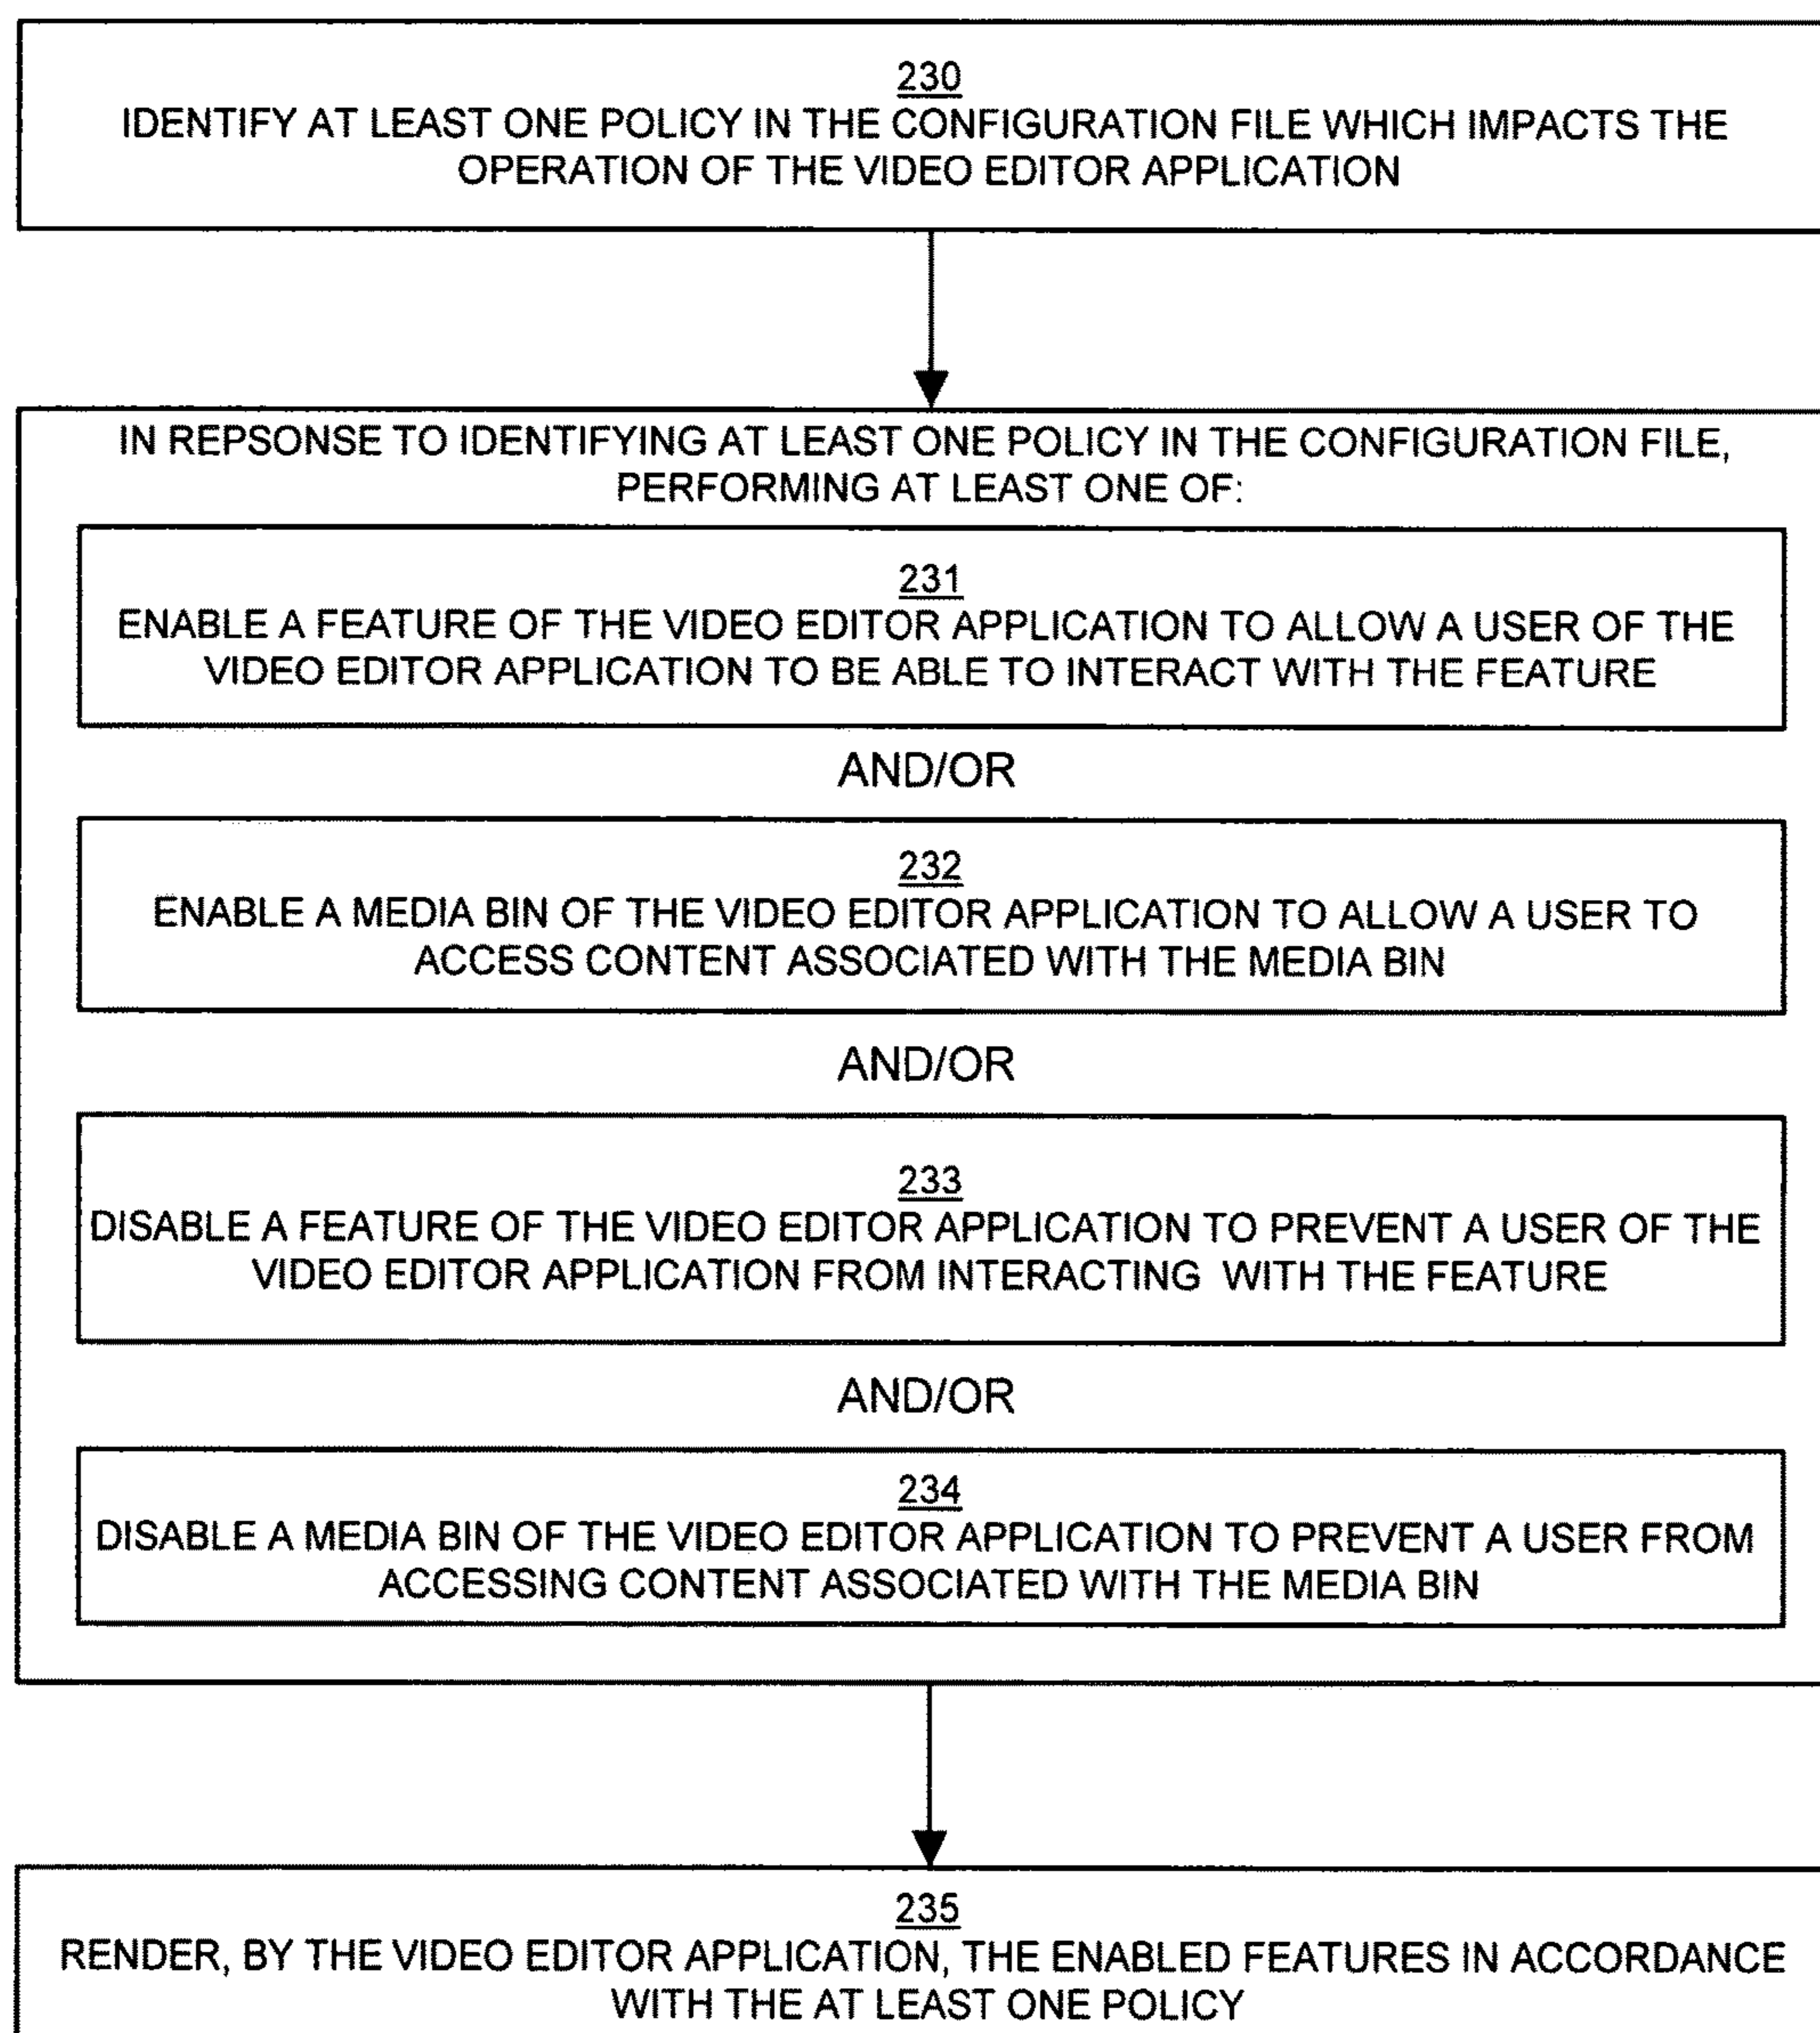 230
IDENTIFY AT LEAST ONE POLICY IN THE CONFIGURATION FILE WHICH IMPACTS THE
OPERATION OF THE VIDEO EDITOR APPLICATION
IN REPSONSE TO IDENTIFYING AT LEAST ONE POLICY IN THE CONFIGURATION FILE,
PERFORMING AT LEAST ONE OF:
231
ENABLE A FEATURE OF THE VIDEO EDITOR APPLICATION TO ALLOW A USER OF THE
VIDEO EDITOR APPLICATION TO BE ABLE TO INTERACT WITH THE FEATURE
AND/OR
232
ENABLE A MEDIA BIN OF THE VIDEO EDITOR APPLICATION TO ALLOW A USER TO
ACCESS CONTENT ASSOCIATED WITH THE MEDIA BIN
AND/OR
233
DISABLE A FEATURE OF THE VIDEO EDITOR APPLICATION TO PREVENT A USER OF THE
VIDEO EDITOR APPLICATION FROM INTERACTING WITH THE FEATURE
AND/OR
234
DISABLE A MEDIA BIN OF THE VIDEO EDITOR APPLICATION TO PREVENT A USER FROM
ACCESSING CONTENT ASSOCIATED WITH THE MEDIA BIN
235
RENDER, BY THE VIDEO EDITOR APPLICATION, THE ENABLED FEATURES IN ACCORDANCE
WITH THE AT LEAST ONE POLICY